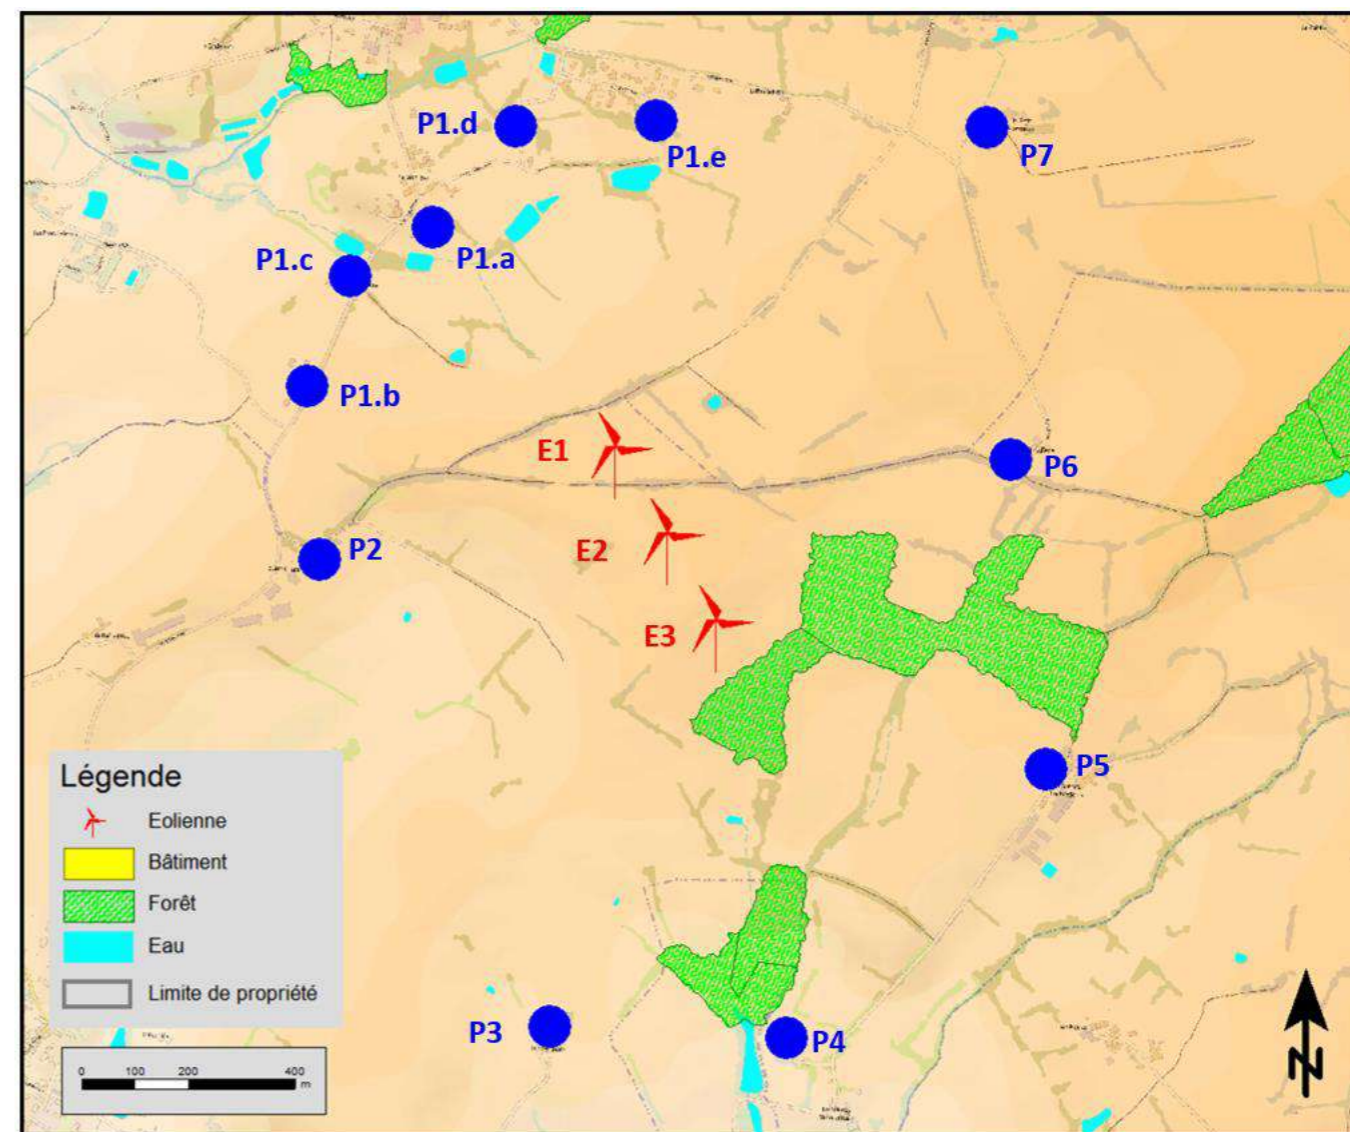 P1.d
P1.e
P7
P1.a
P1.c
P1.b
E1
P6
P2
E2
E3
P5
Légende
Eolienne
Bâtiment
Forêt
Eau
Limite de propriété
P3
P4
0 100 200 400
m
N